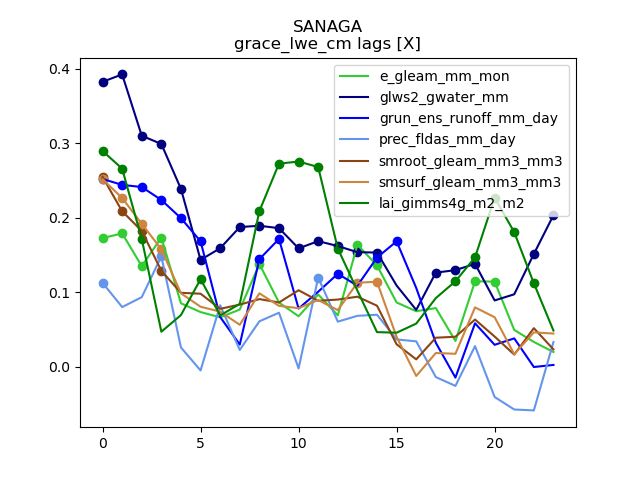 SANAGA
grace_lwe_cm lags [X]
e_gleam_mm_mon
glws2_gwater_mm
grun_ens_runoff_mm_day
prec_fldas_mm_day
smroot_gleam_mm3_mm3
smsurf_gleam_mm3_mm3
lai_gimms4g_m2_m2
0.4
0.3
0.2
0.1
0.0
0 5 10 15 20